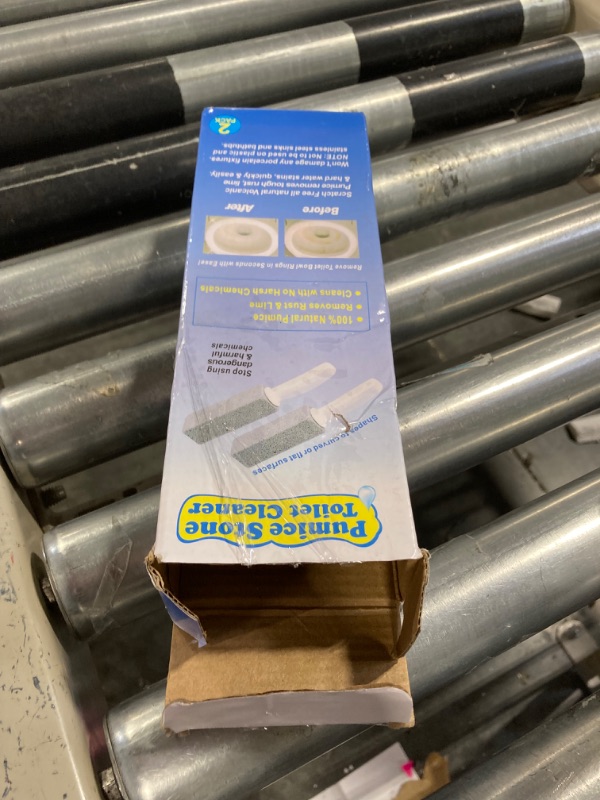 Pumice Stone
Toilet Cleaner
Shapes to curved or flat surfaces
Stop using
dangerous
& harmful
chemicals
• 100% Natural Pumics
• Removes Rust & Lime
• Cleans with No Harsh Chemicals
Remove Toilet Bowl Rings in Seconds with Ease!
Before
After
Scratch Free all natural Volcanic
Pumice removes tough rust, lime
& hard water stains, quickly & easily.
Won't damage any porcelain fixtures.
NOTE: Not to be used on plastic and
stainless steel sinks and bathtubs.
2
PACK